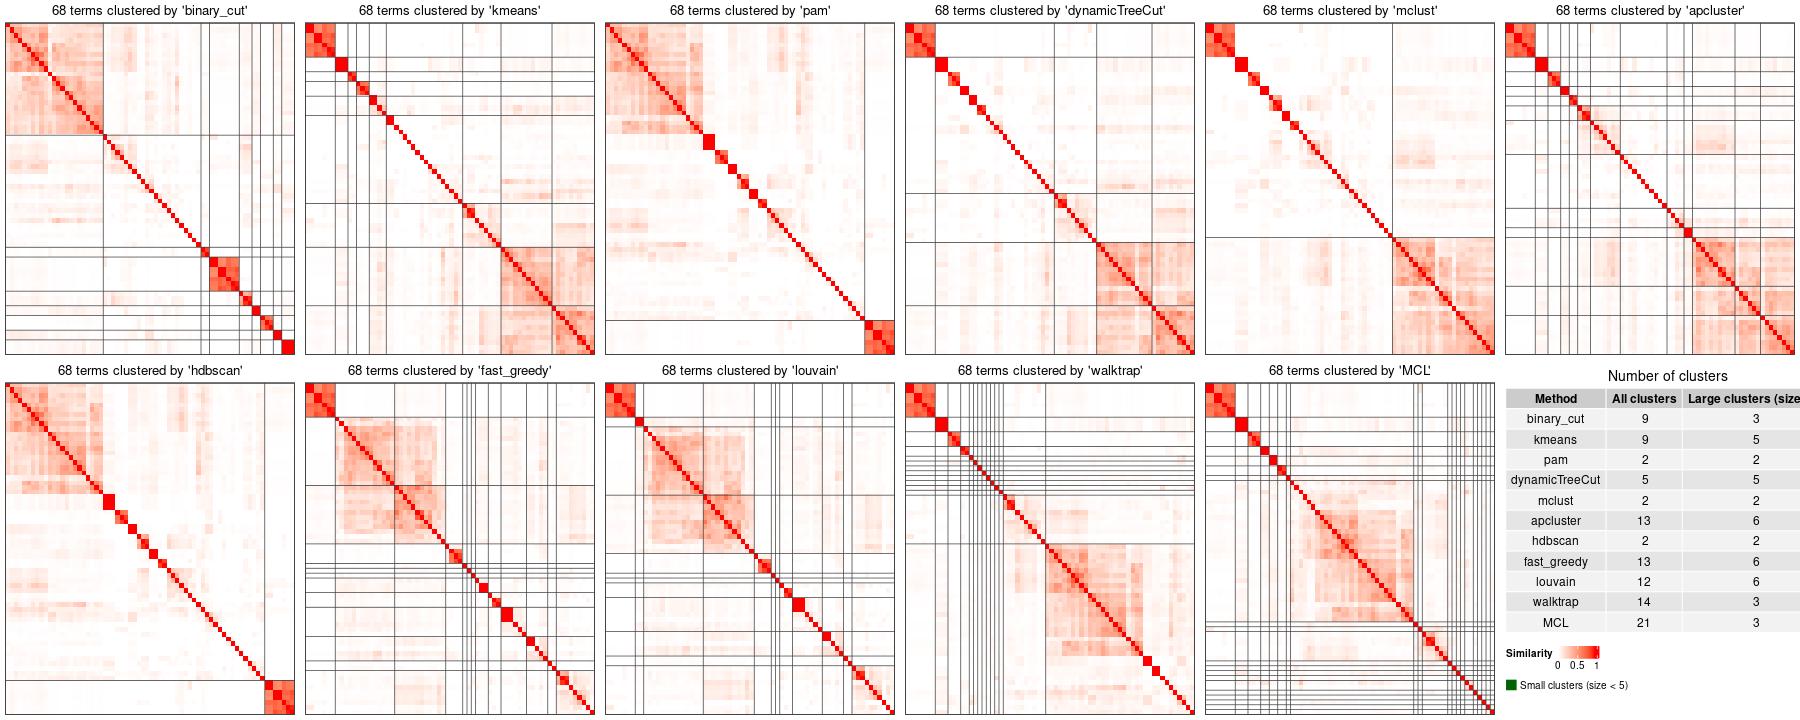 68 terms clustered by 'binary_cut'
68 terms clustered by 'kmeans'
68 terms clustered by 'pam'
68 terms clustered by 'dynamicTreeCut'
68 terms clustered by 'mclust'
68 terms clustered by 'apcluster'
68 terms clustered by 'hdbscan'
68 terms clustered by 'fast_greedy'
68 terms clustered by 'louvain'
68 terms clustered by 'walktrap'
68 terms clustered by 'MCL'
Number of clusters
Method All clusters Large clusters (size
binary_cut 9 3
kmeans 9 5
pam 2 2
dynamicTreeCut 5 5
mclust 2 2
apcluster 13 6
hdbscan 2 2
fast_greedy 13 6
louvain 12 6
walktrap 14 3
MCL 21 3
Similarity
0 0.5 1
Small clusters (size < 5)